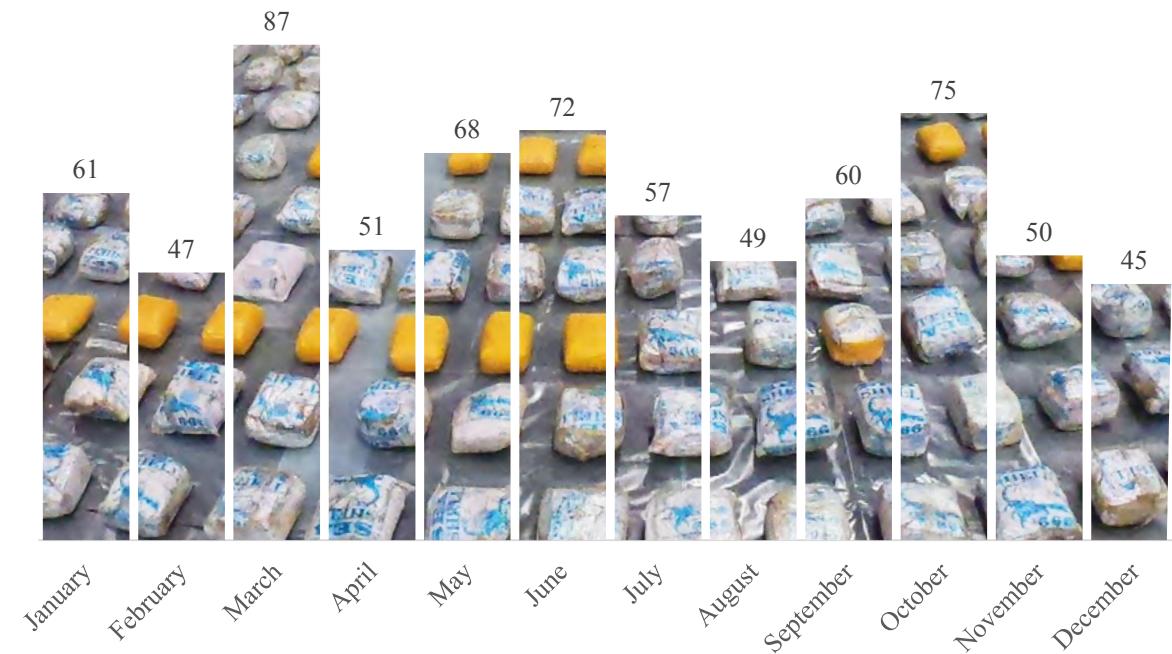 87
75
72
68
61
60
57
51
49
50
47
45
January
February
March
April
May
June
July
August
September
October
November
December